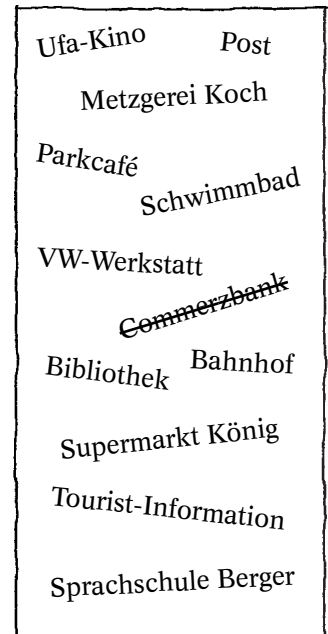 Ufa-Kino
Post
Metzgerei Koch
Parkcafé
Schwimmbad
VW-Werkstatt
Commerzbank
Bibliothek
Bahnhof
Supermarkt König
Tourist-Information
Sprachschule Berger